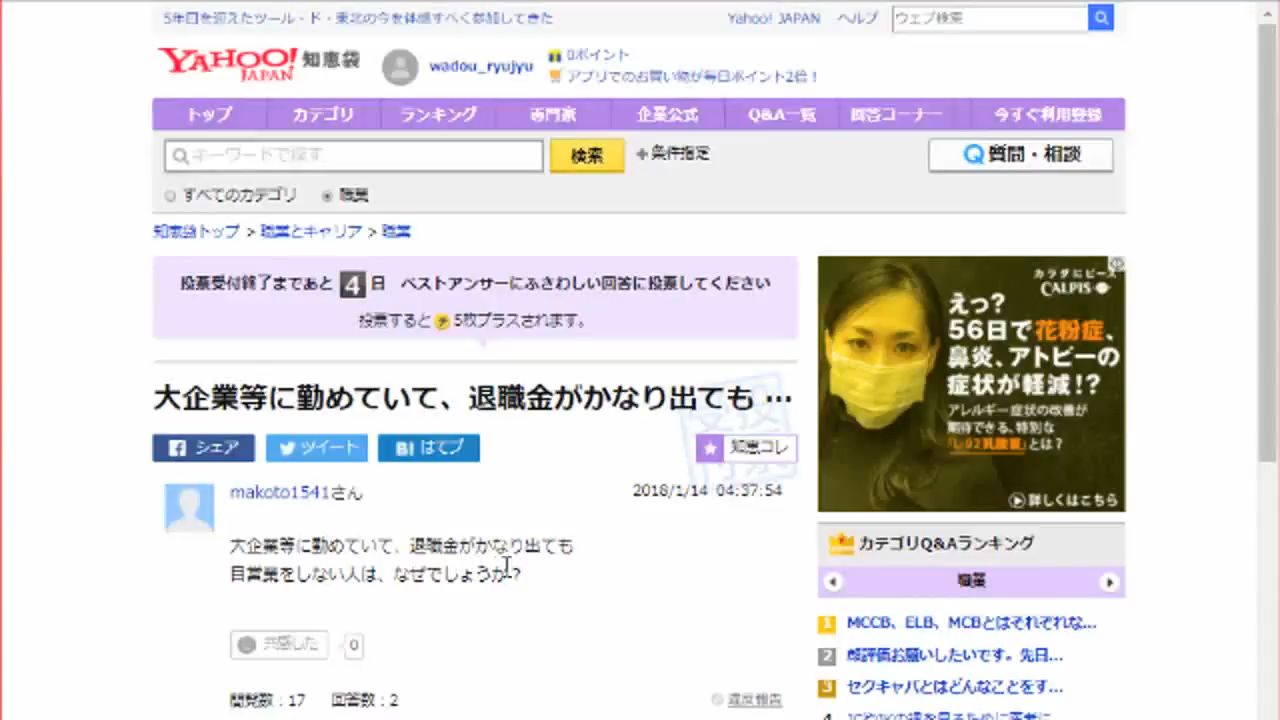 5年目を迎えたツール・ド・東北の今を体感すべく参加してきた
Yahoo! JAPAN ヘルプ
ウェブ検索
YAHOO! JAPAN 知恵袋
wadou_ryujyu
0ポイント
アプリでのお買い物が毎日ポイント2倍！
トップ カテゴリ ランキング 専門家 企業公式 Q&A一覧 回答コーナー 今すぐ利用登録
キーワードで探す 検索 +条件指定 質問・相談
すべてのカテゴリ 職業
知恵袋トップ > 職業とキャリア > 職業
投票受付終了まであと 4 日 ベストアンサーにふさわしい回答に投票してください
投票すると 5枚プラスされます。
大企業等に勤めていて、退職金がかなり出ても …
シェア ツイート B! はてブ 知恵コレ
makoto1541さん
2018/1/14 04:37:54
大企業等に勤めていて、退職金がかなり出ても
自営業をしない人は、なぜでしょうか?
共感した 0
閲覧数：17 回答数：2 違反報告
カラダにピース
CALPIS
えっ?
56日で花粉症、
鼻炎、アトピーの
症状が軽減!?
アレルギー症状の改善が
期待できる、特別な
「L-92乳酸菌」とは?
詳しくはこちら
カテゴリQ&Aランキング
職業
1 MCCB、ELB、MCBとはそれぞれな...
2 顔評価お願いしたいです。先日...
3 セクキャバとはどんなことをす...
4